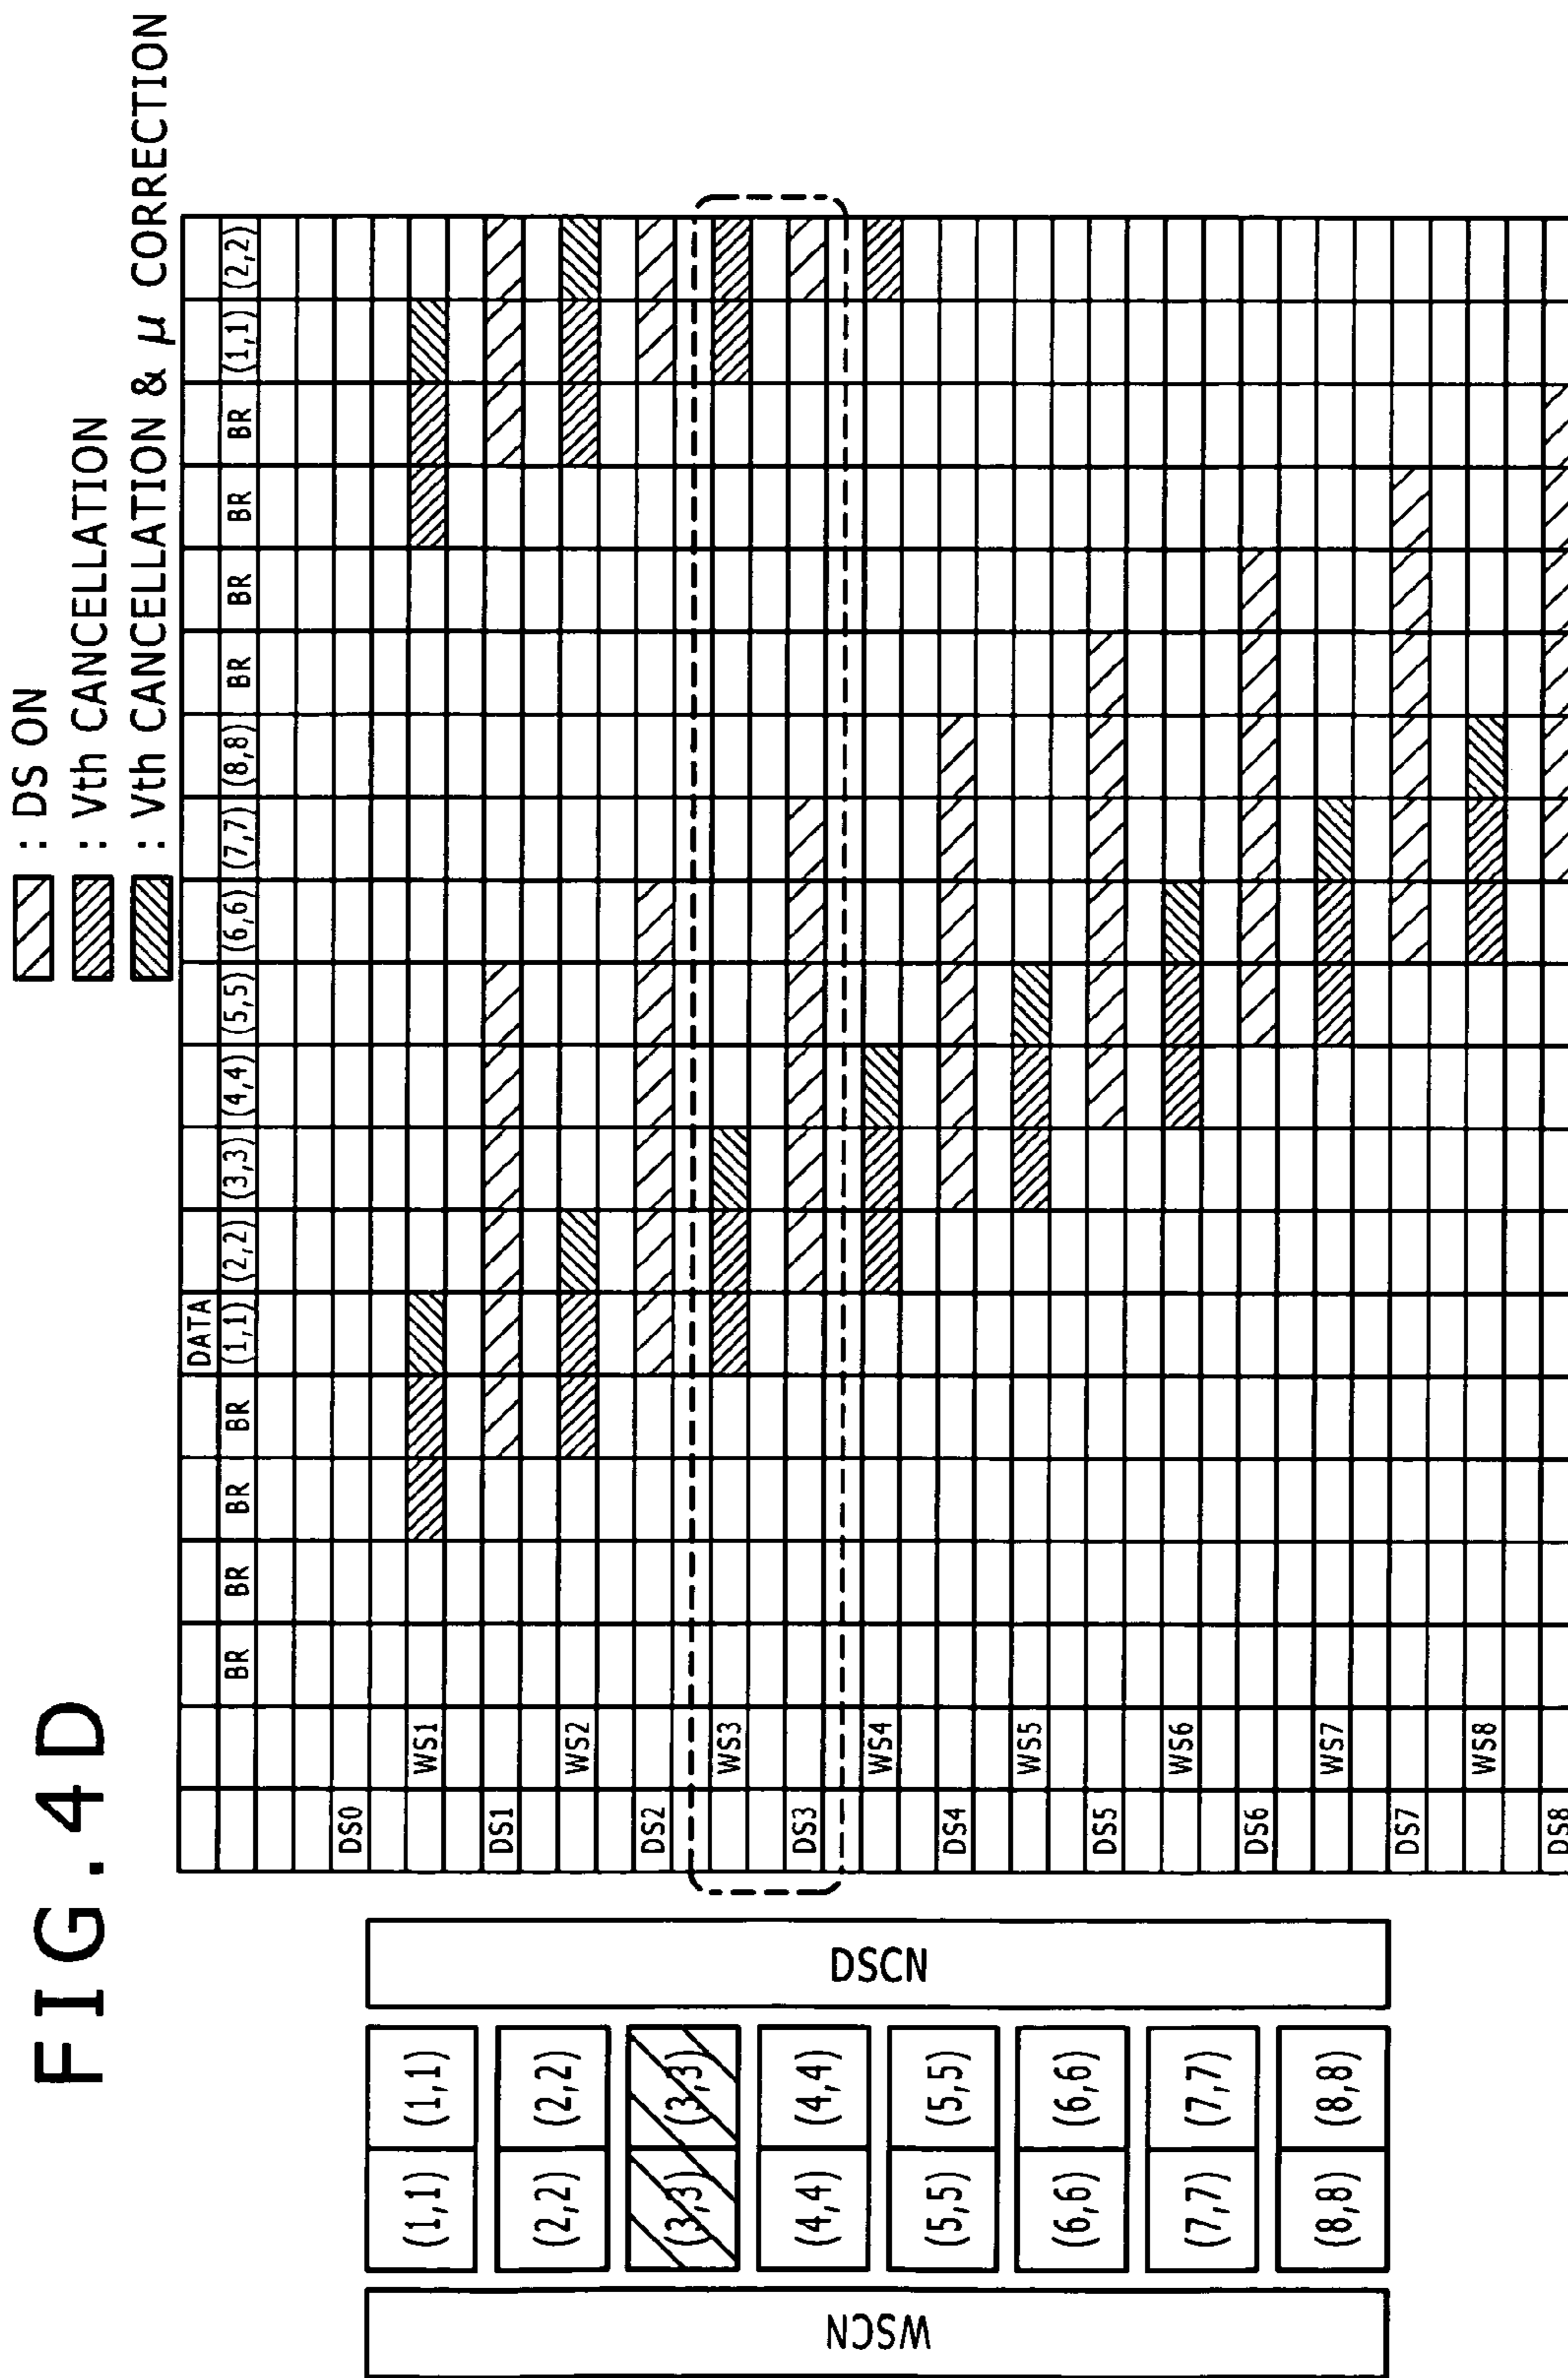 FIG. 4D
: DS ON
: Vth CANCELLATION
: Vth CANCELLATION & μ CORRECTION
WSCN
(1,1) (1,1)
(2,2) (2,2)
(3,3) (3,3)
(4,4) (4,4)
(5,5) (5,5)
(6,6) (6,6)
(7,7) (7,7)
(8,8) (8,8)
DSCN
DATA
BR BR BR BR (1,1) (2,2) (3,3) (4,4) (5,5) (6,6) (7,7) (8,8) BR BR BR BR (1,1) (2,2)
DS0
WS1
DS1
WS2
DS2
WS3
DS3
WS4
DS4
WS5
DS5
WS6
DS6
WS7
DS7
WS8
DS8